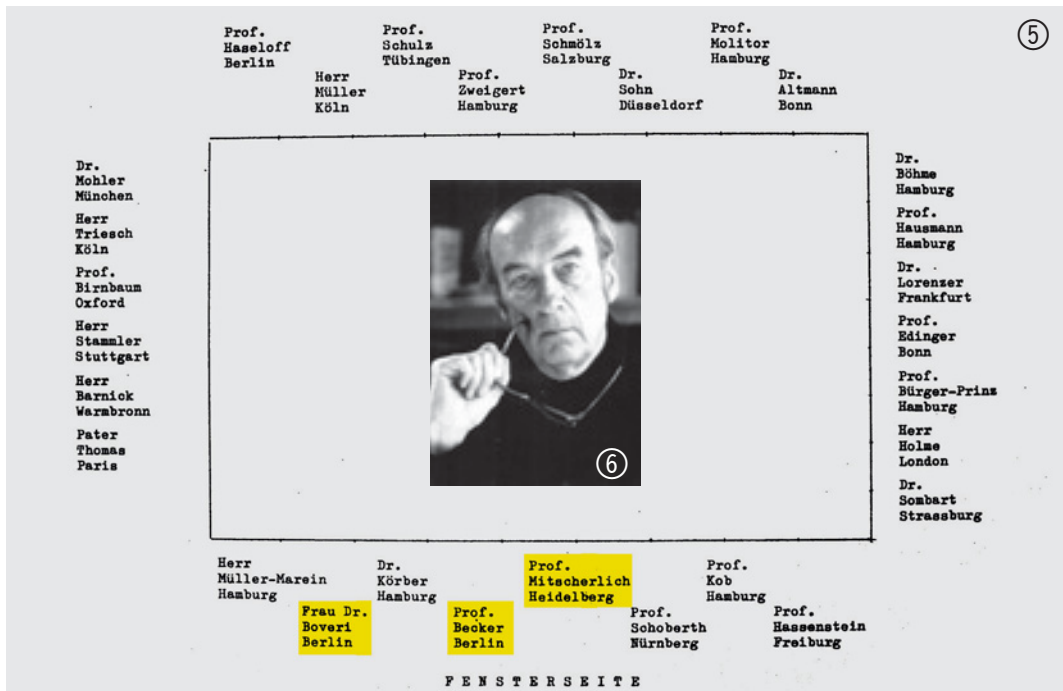 ⑤
Prof.
Haseloff
Berlin
Herr
Müller
Köln
Prof.
Schulz
Tübingen
Prof.
Zweigert
Hamburg
Prof.
Schmölz
Salzburg
Dr.
Sohn
Düsseldorf
Prof.
Molitor
Hamburg
Dr.
Altmann
Bonn
Dr.
Mohler
München
Herr
Triesch
Köln
Prof.
Birnbaum
Oxford
Herr
Stammler
Stuttgart
Herr
Barnick
Warmbronn
Pater
Thomas
Paris
⑥
Dr.
Böhme
Hamburg
Prof.
Hausmann
Hamburg
Dr.
Lorenzer
Frankfurt
Prof.
Edinger
Bonn
Prof.
Bürger-Prinz
Hamburg
Herr
Holme
London
Dr.
Sombart
Strassburg
Herr
Müller-Marein
Hamburg
Frau Dr.
Boveri
Berlin
Dr.
Körber
Hamburg
Prof.
Becker
Berlin
Prof.
Mitscherlich
Heidelberg
Prof.
Schoberth
Nürnberg
Prof.
Kob
Hamburg
Prof.
Hassenstein
Freiburg
FENSTERSEITE